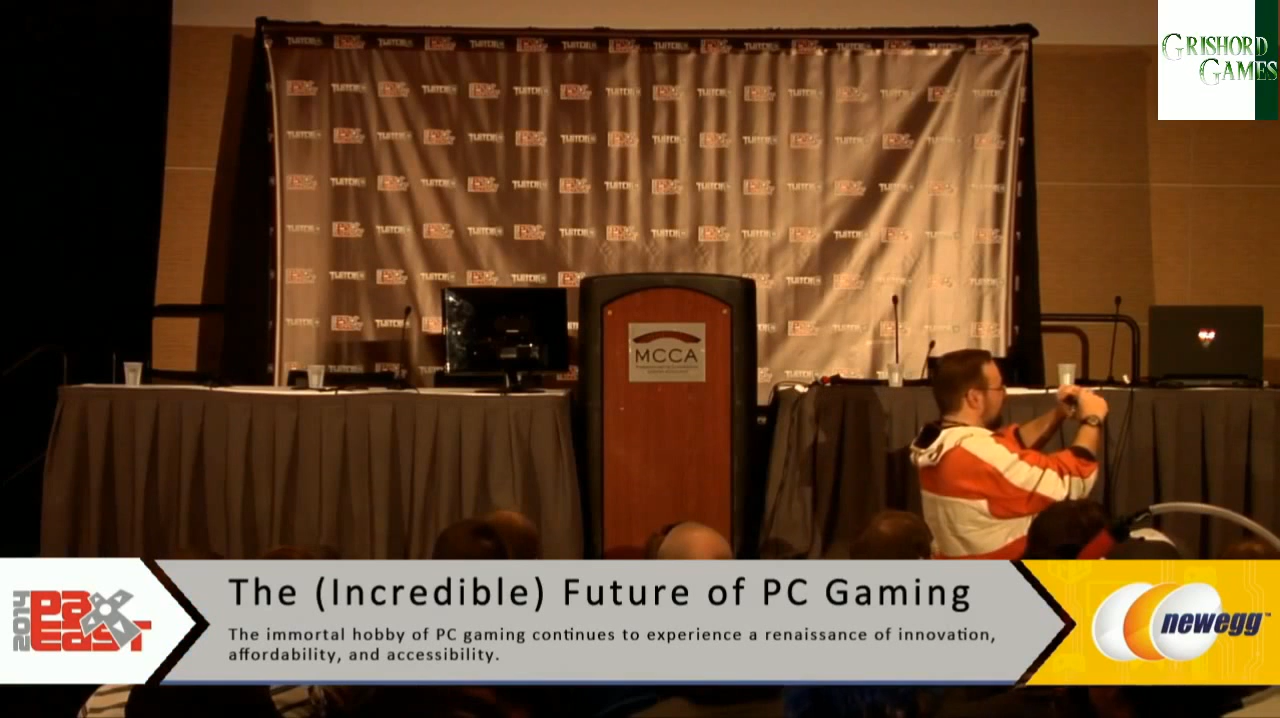 GRISHORD
GAMES
MCCA
2014
PAX
EAST
The (Incredible) Future of PC Gaming
The immortal hobby of PC gaming continues to experience a renaissance of innovation,
affordability, and accessibility.
newegg™